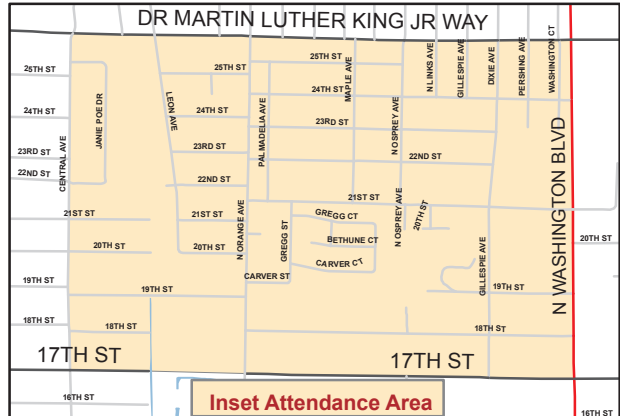 DR MARTIN LUTHER KING JR WAY
25TH ST
24TH ST
23RD ST
22ND ST
CENTRAL AVE
JANIE POE DR
LEON AVE
25TH ST
24TH ST
23RD ST
22ND ST
21ST ST
20TH ST
PALMADELIA AVE
N ORANGE AVE
25TH ST
24TH ST
23RD ST
22ND ST
21ST ST
MAPLE AVE
N OSPREY AVE
N LINKS AVE
GILLESPIE AVE
DIXIE AVE
PERSHING AVE
WASHINGTON CT
N WASHINGTON BLVD
21ST ST
20TH ST
19TH ST
18TH ST
19TH ST
18TH ST
GREGG ST
GREGG CT
BETHUNE CT
CARVER CT
CARVER ST
N OSPREY AVE
20TH ST
GILLESPIE AVE
19TH ST
18TH ST
20TH ST
17TH ST
17TH ST
16TH ST
Inset Attendance Area
16TH ST